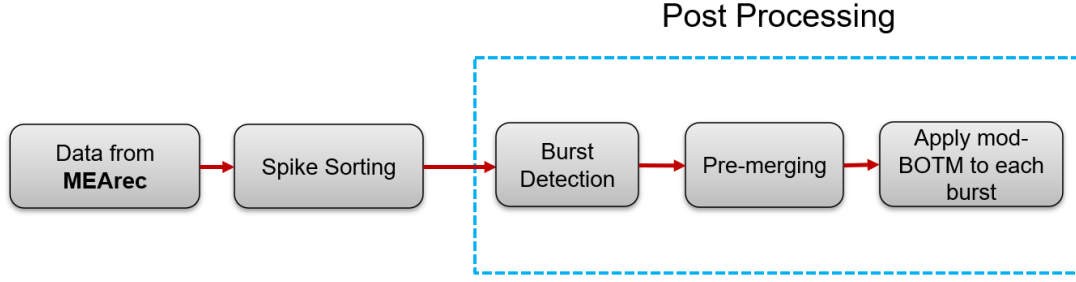 Post Processing
Data from
MEArec
Spike Sorting
Burst
Detection
Pre-merging
Apply mod-
BOTM to each
burst